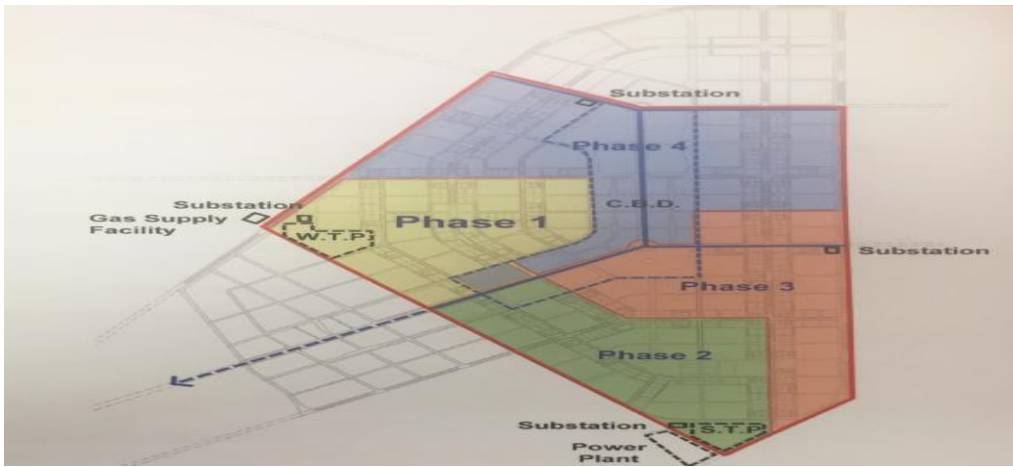 Substation
Phase 4
Substation
Gas Supply
Facility
W.T.P
Phase 1
C.B.D.
Substation
Phase 3
Phase 2
Substation
S.T.P
Power
Plant